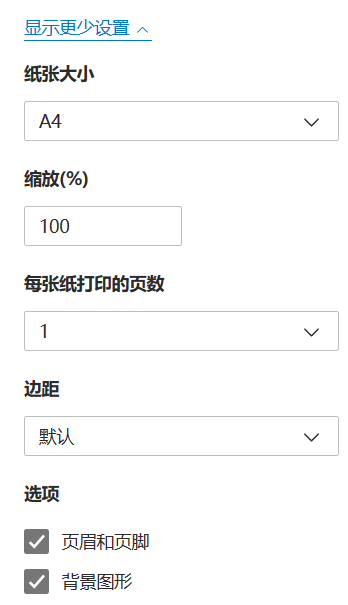 显示更少设置
纸张大小
A4
缩放(%)
100
每张纸打印的页数
1
边距
默认
选项
页眉和页脚
背景图形